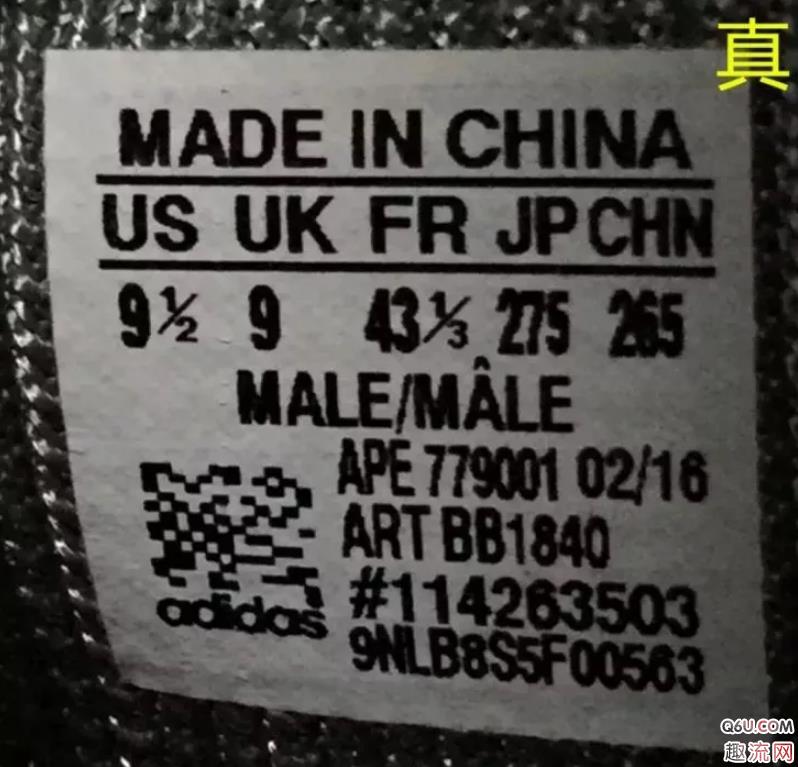 真
MADE IN CHINA
US UK FR JP CHN
9½ 9 43⅓ 275 265
MALE/MÂLE
APE 779001 02/16
ART BB1840
#114263503
adidas
9NLB8S5F00563
Q6U.COM
趣流网